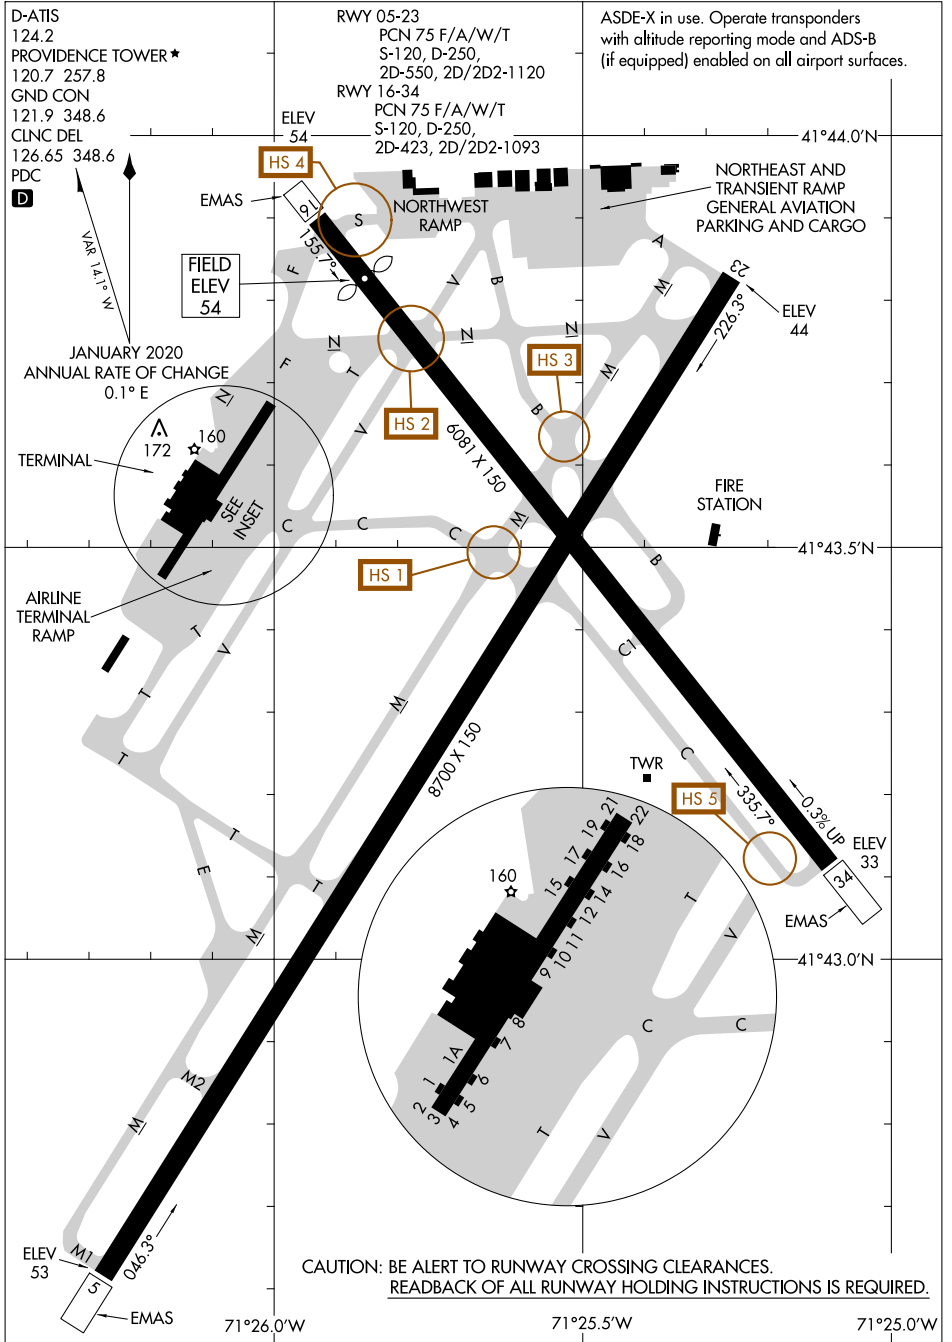 D-ATIS
124.2
PROVIDENCE TOWER★
120.7 257.8
GND CON
121.9 348.6
CLNC DEL
126.65 348.6
PDC
D
RWY 05-23
PCN 75 F/A/W/T
S-120, D-250,
2D-550, 2D/2D2-1120
RWY 16-34
PCN 75 F/A/W/T
S-120, D-250,
2D-423, 2D/2D2-1093
ASDE-X in use. Operate transponders
with altitude reporting mode and ADS-B
(if equipped) enabled on all airport surfaces.
41°44.0'N
ELEV
54
HS 4
EMAS
16
S
NORTHWEST
RAMP
NORTHEAST AND
TRANSIENT RAMP
GENERAL AVIATION
PARKING AND CARGO
VAR 14.1° W
155.7°
FIELD
ELEV
54
F
V
B
M
A
23
226.3°
ELEV
44
JANUARY 2020
ANNUAL RATE OF CHANGE
0.1° E
N
N
N
F
T
N
V
HS 2
HS 3
M
B
6081 X 150
172
160
TERMINAL
SEE
INSET
C
C
C
M
FIRE
STATION
41°43.5'N
HS 1
B
AIRLINE
TERMINAL
RAMP
T
V
T
C1
M
8700 X 150
C
T
TWR
HS 5
335.7°
0.3% UP
ELEV
33
34
EMAS
T
E
T
M
160
21
22
19
18
17
16
15
14
12
11
10
9
8
7
1A
6
5
4
3
2
1
T
V
C
C
T
V
41°43.0'N
M2
M
M1
046.3°
ELEV
53
5
EMAS
CAUTION: BE ALERT TO RUNWAY CROSSING CLEARANCES.
READBACK OF ALL RUNWAY HOLDING INSTRUCTIONS IS REQUIRED.
71°26.0'W
71°25.5'W
71°25.0'W